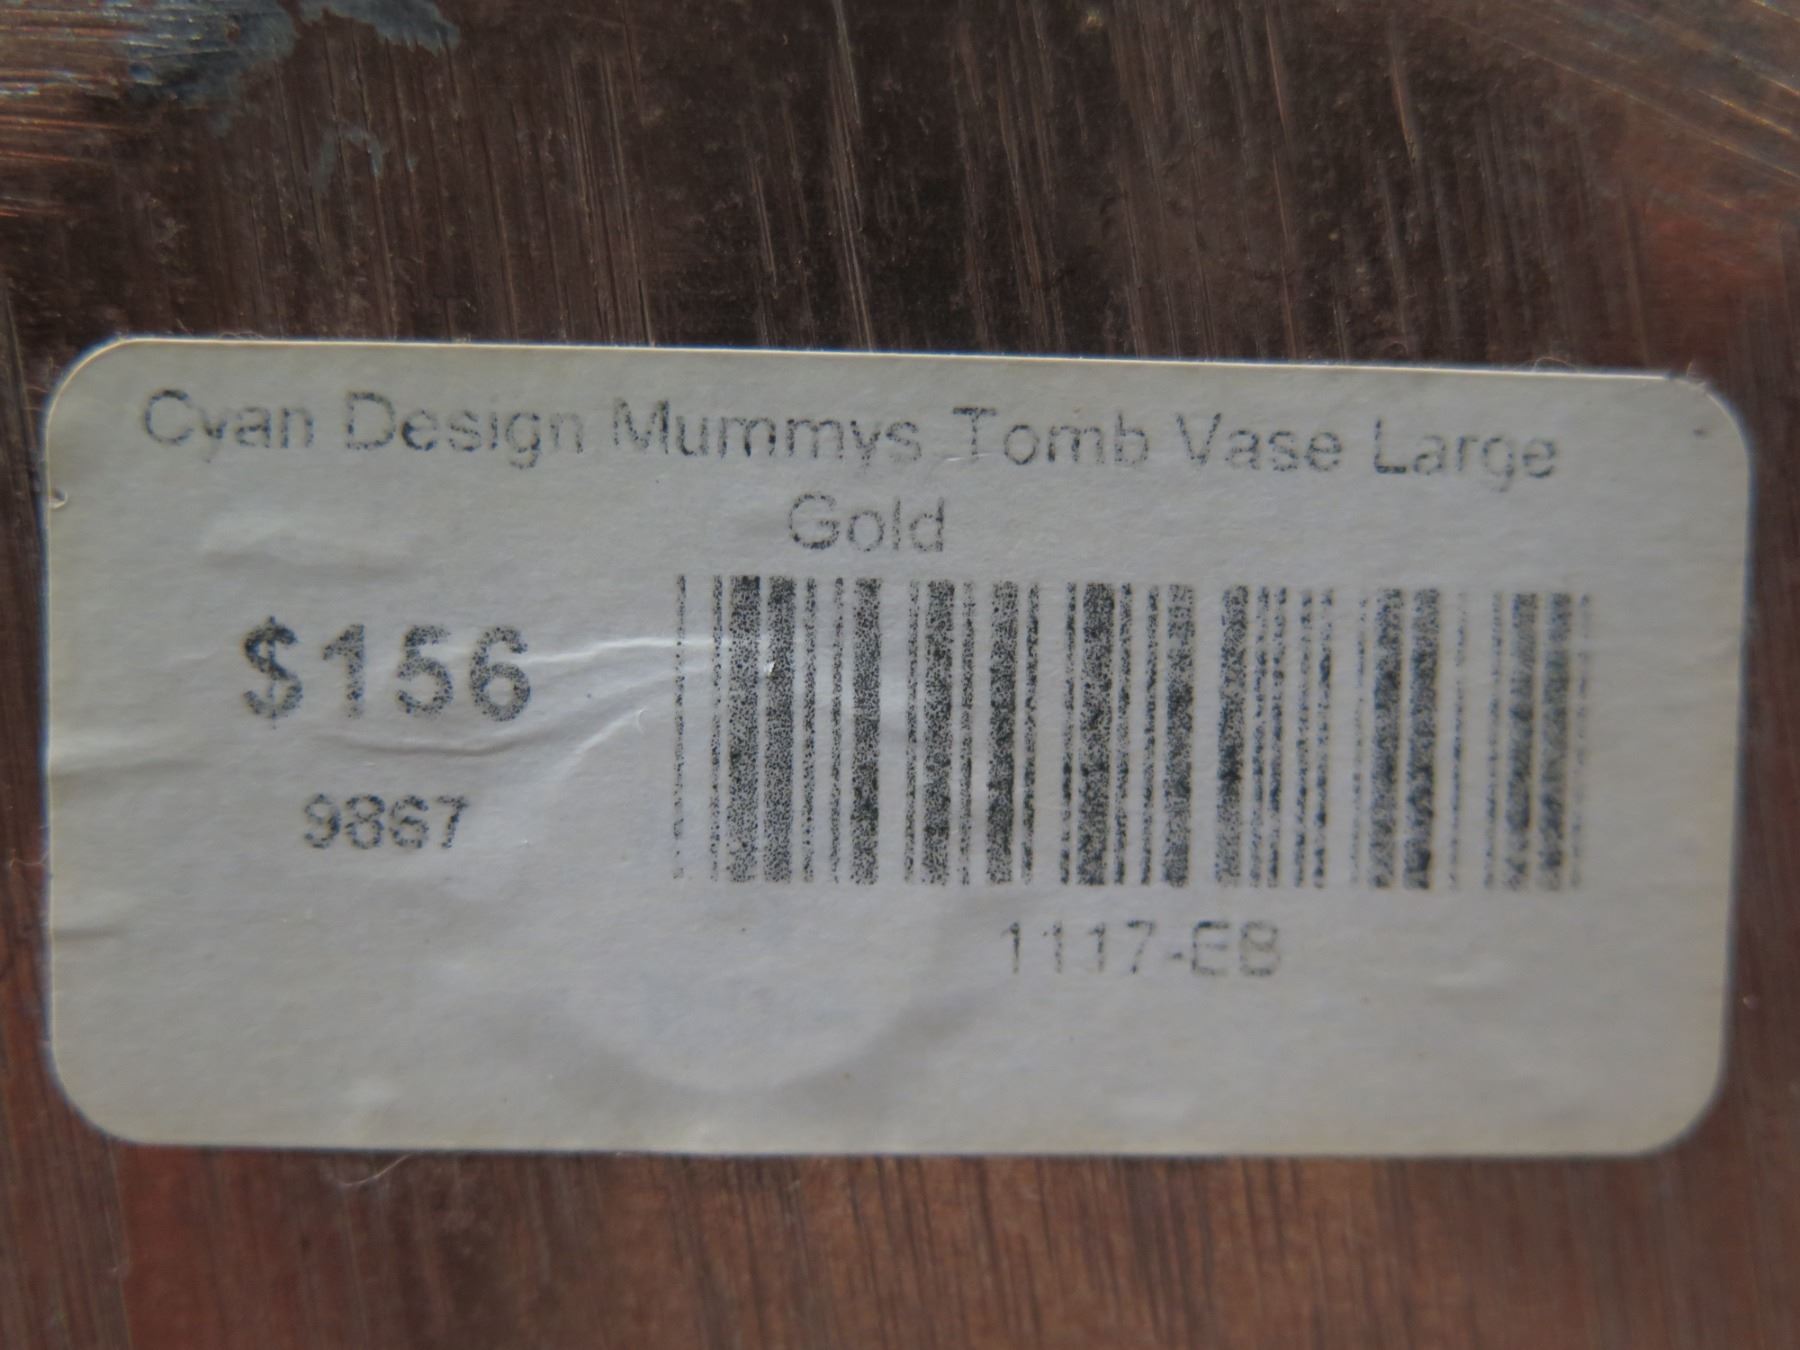 Cyan Design Mummys Tomb Vase Large
Gold
$156
9867
1117-EB